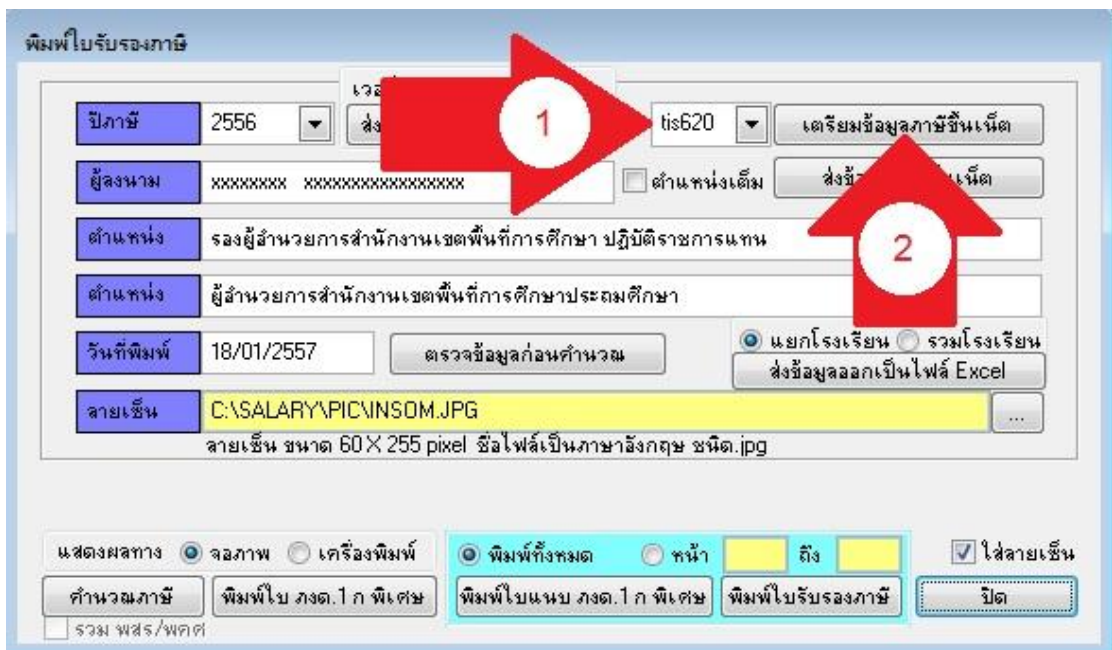 พิมพ์ใบรับรองภาษี
ปีภาษี 2556 tis620 เตรียมข้อมูลภาษีขึ้นเน็ต
1
ผู้ลงนาม xxxxxxxx xxxxxxxxxxxxxxxxx ตำแหน่งเต็ม
ตำแหน่ง รองผู้อำนวยการสำนักงานเขตพื้นที่การศึกษา ปฏิบัติราชการแทน
2
ตำแหน่ง ผู้อำนวยการสำนักงานเขตพื้นที่การศึกษาประถมศึกษา
วันที่พิมพ์ 18/01/2557 ตรวจข้อมูลก่อนคำนวณ แยกโรงเรียน รวมโรงเรียน
ส่งข้อมูลออกเป็นไฟล์ Excel
ลายเซ็น C:\SALARY\PIC\INSOM.JPG ...
ลายเซ็น ขนาด 60 X 255 pixel ชื่อไฟล์เป็นภาษาอังกฤษ ชนิด.jpg
แสดงผลทาง จอภาพ เครื่องพิมพ์ พิมพ์ทั้งหมด หน้า ถึง ใส่ลายเซ็น
คำนวณภาษี พิมพ์ใบ ภงด.1 ก พิเศษ พิมพ์ใบแนบ ภงด.1 ก พิเศษ พิมพ์ใบรับรองภาษี ปิด
รวม พสร/พตศ